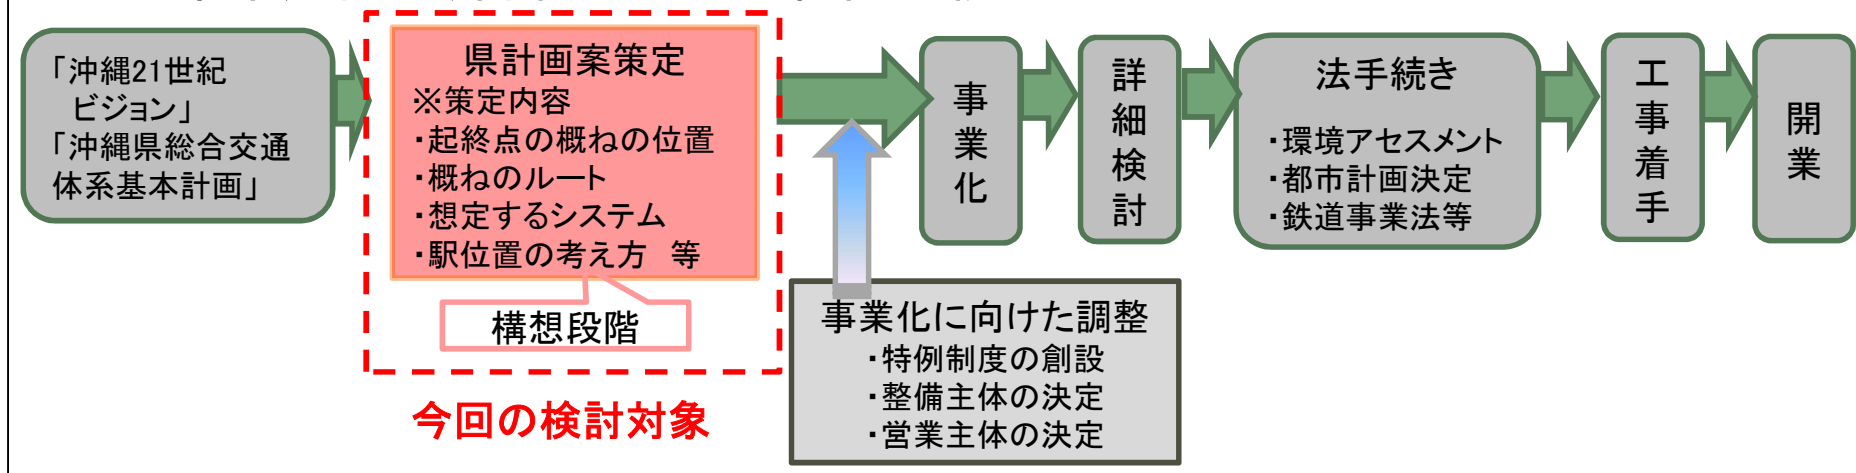 「沖縄21世紀
ビジョン」
「沖縄県総合交通
体系基本計画」
県計画案策定
※策定内容
・起終点の概ねの位置
・概ねのルート
・想定するシステム
・駅位置の考え方　等
構想段階
今回の検討対象
事業化に向けた調整
・特例制度の創設
・整備主体の決定
・営業主体の決定
事業化
詳細検討
法手続き
・環境アセスメント
・都市計画決定
・鉄道事業法等
工事着手
開業